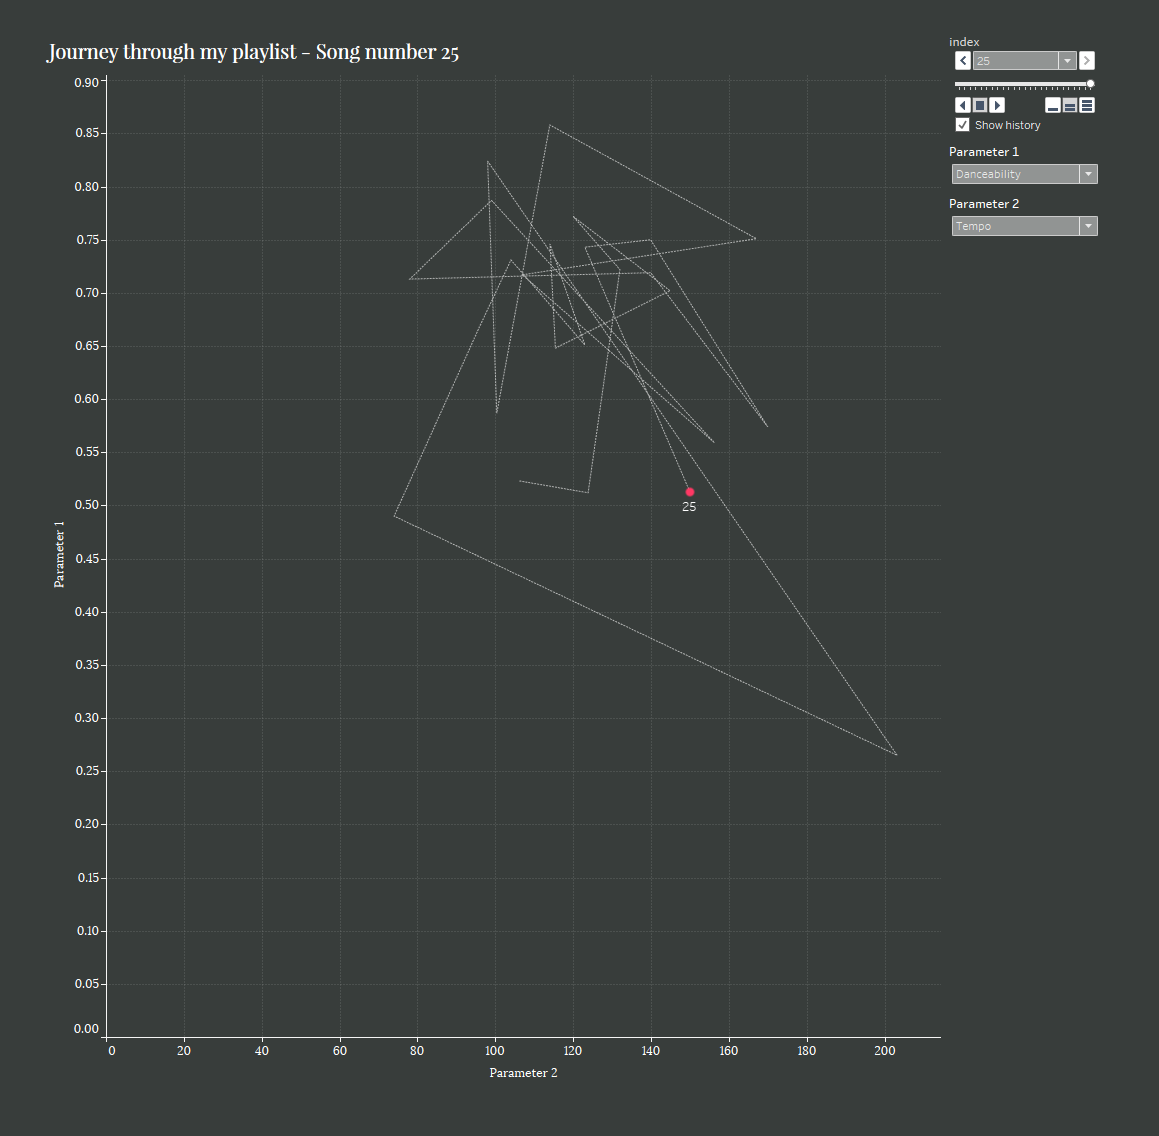 Journey through my playlist - Song number 25
index
25
Show history
Parameter 1
Danceability
Parameter 2
Tempo
0.90
0.85
0.80
0.75
0.70
0.65
0.60
0.55
0.50
0.45
0.40
0.35
0.30
0.25
0.20
0.15
0.10
0.05
0.00
Parameter 1
25
0 20 40 60 80 100 120 140 160 180 200
Parameter 2